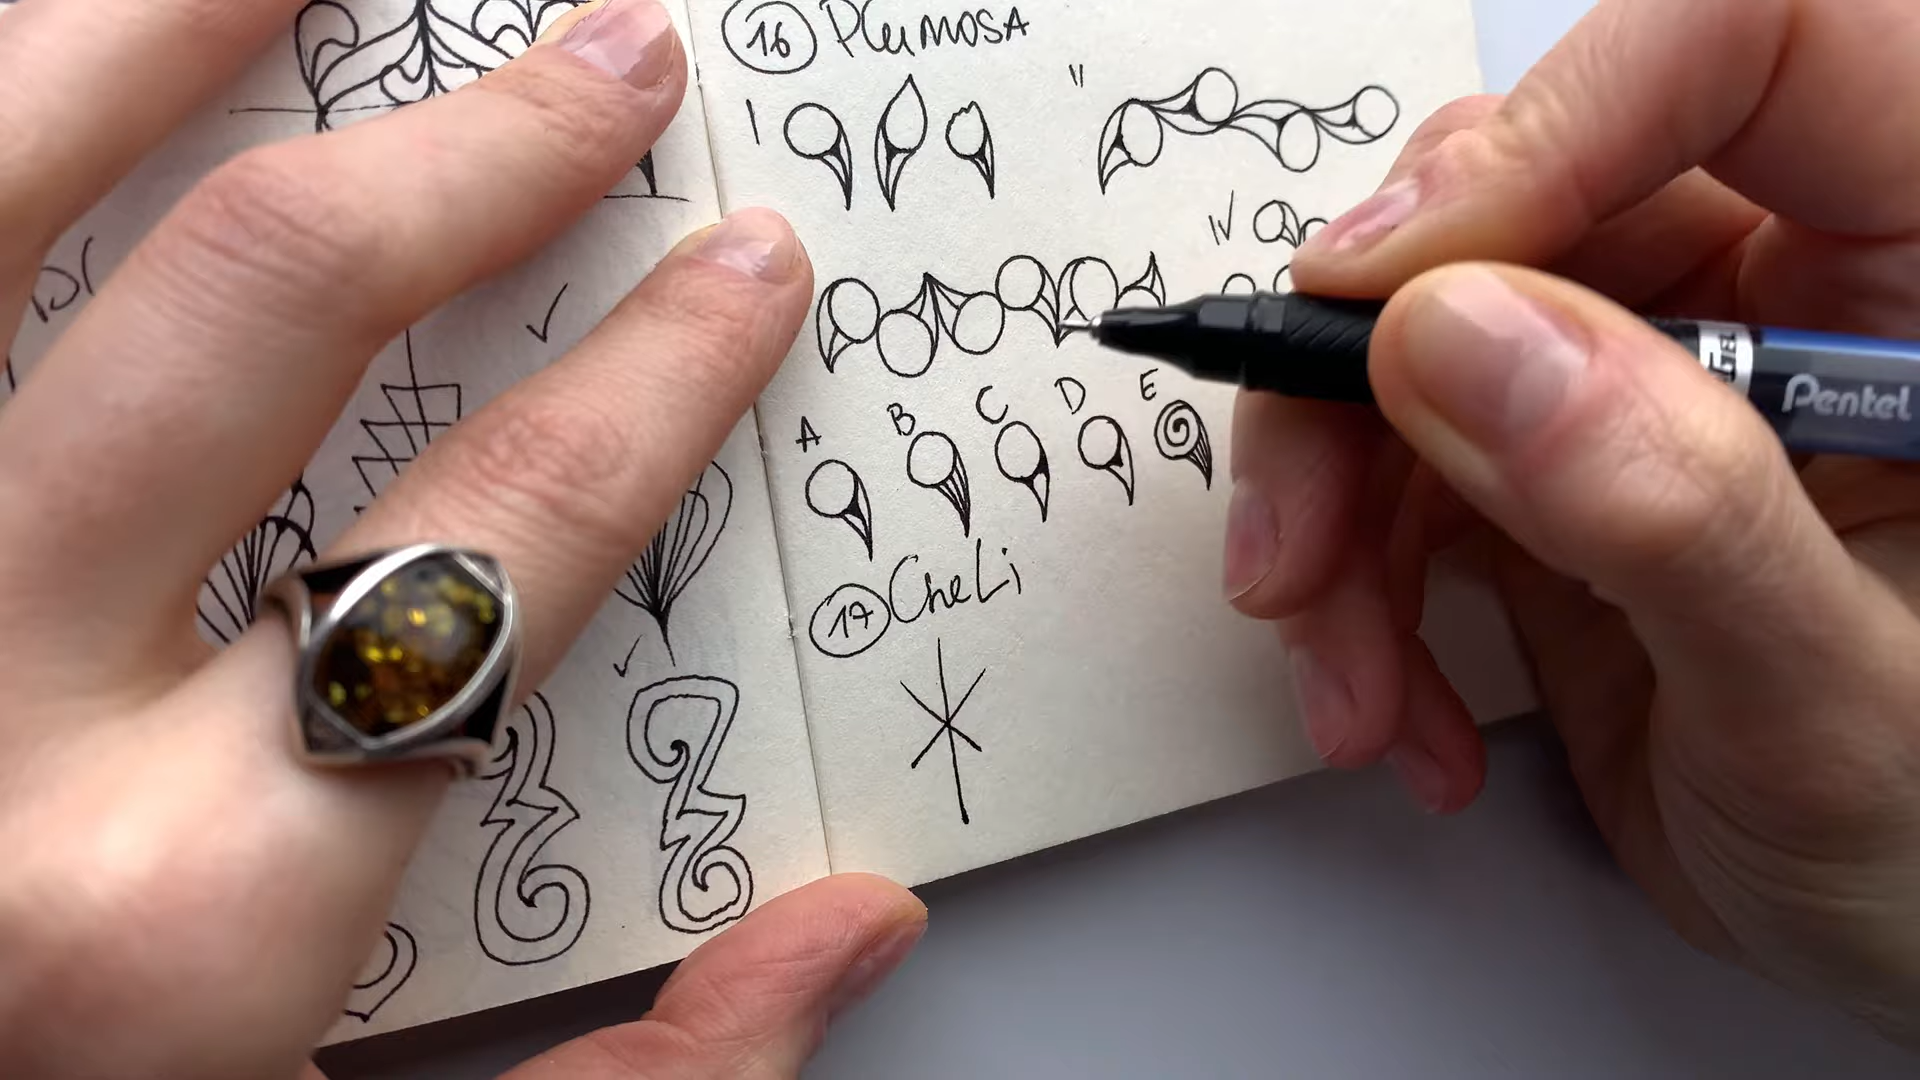 16 PLUMOSA
I
II
IV
A B C D E
17 CheLi
Pentel